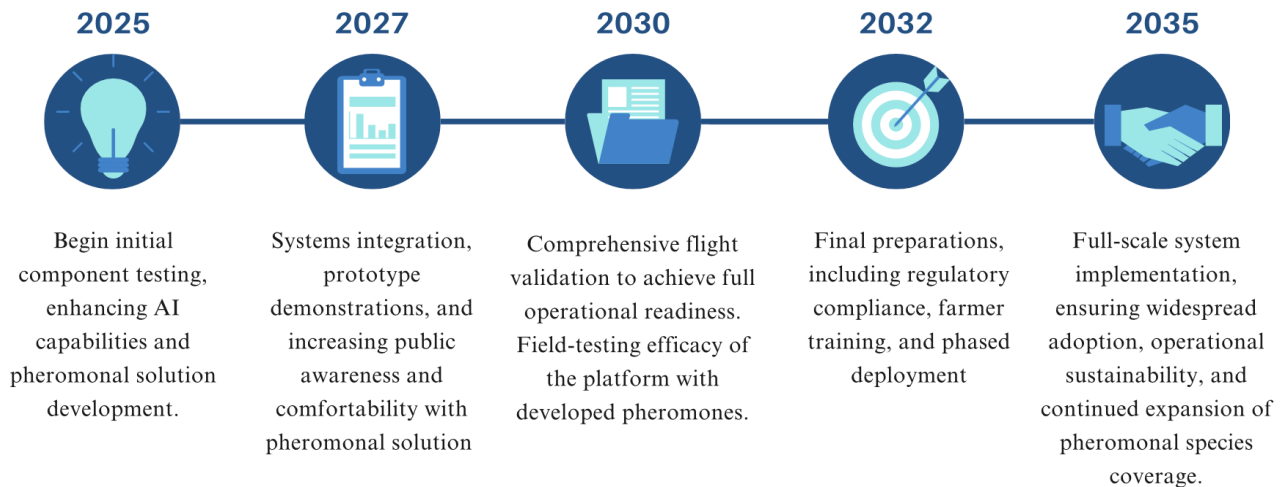 2025
Begin initial
component testing,
enhancing AI
capabilities and
pheromonal solution
development.
2027
Systems integration,
prototype
demonstrations, and
increasing public
awareness and
comfortability with
pheromonal solution
2030
Comprehensive flight
validation to achieve full
operational readiness.
Field-testing efficacy of
the platform with
developed pheromones.
2032
Final preparations,
including regulatory
compliance, farmer
training, and phased
deployment
2035
Full-scale system
implementation,
ensuring widespread
adoption, operational
sustainability, and
continued expansion of
pheromonal species
coverage.